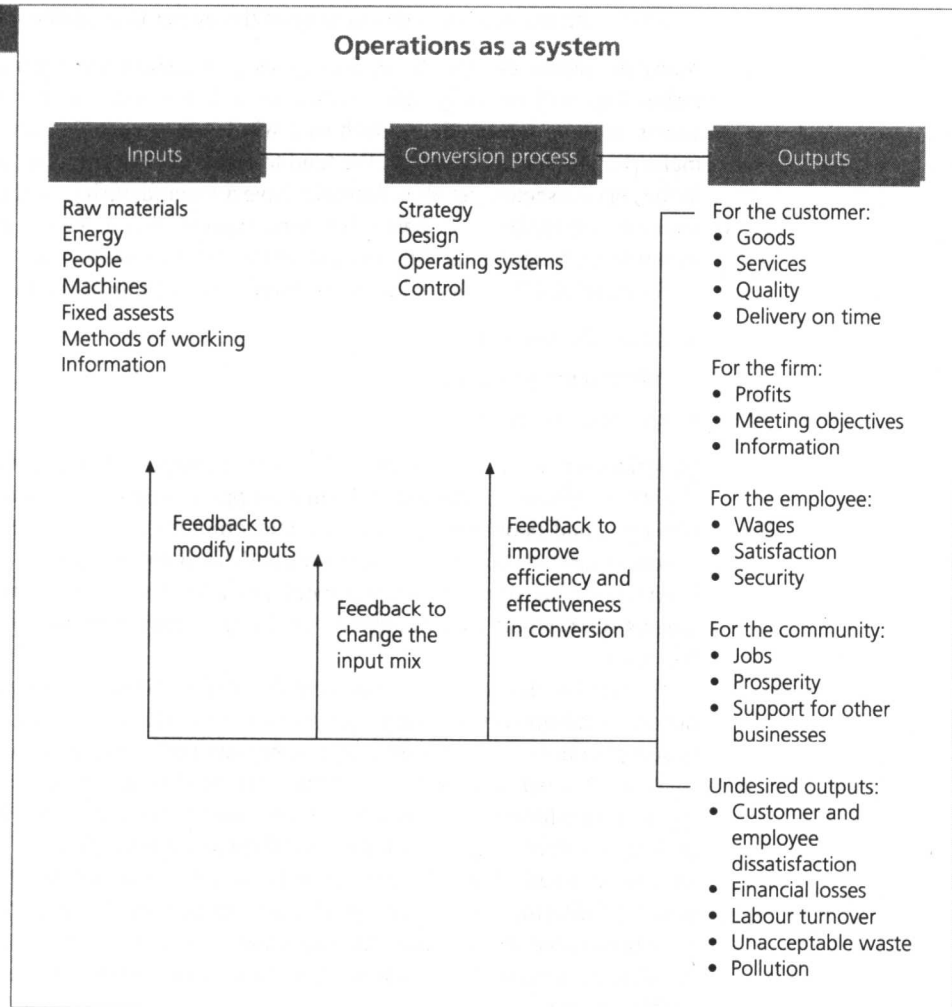 Operations as a system
Inputs
Conversion process
Outputs
Raw materials
Energy
People
Machines
Fixed assests
Methods of working
Information
Strategy
Design
Operating systems
Control
For the customer:
• Goods
• Services
• Quality
• Delivery on time
For the firm:
• Profits
• Meeting objectives
• Information
For the employee:
• Wages
• Satisfaction
• Security
For the community:
• Jobs
• Prosperity
• Support for other
businesses
Undesired outputs:
• Customer and
employee
dissatisfaction
• Financial losses
• Labour turnover
• Unacceptable waste
• Pollution
Feedback to
modify inputs
Feedback to
change the
input mix
Feedback to
improve
efficiency and
effectiveness
in conversion